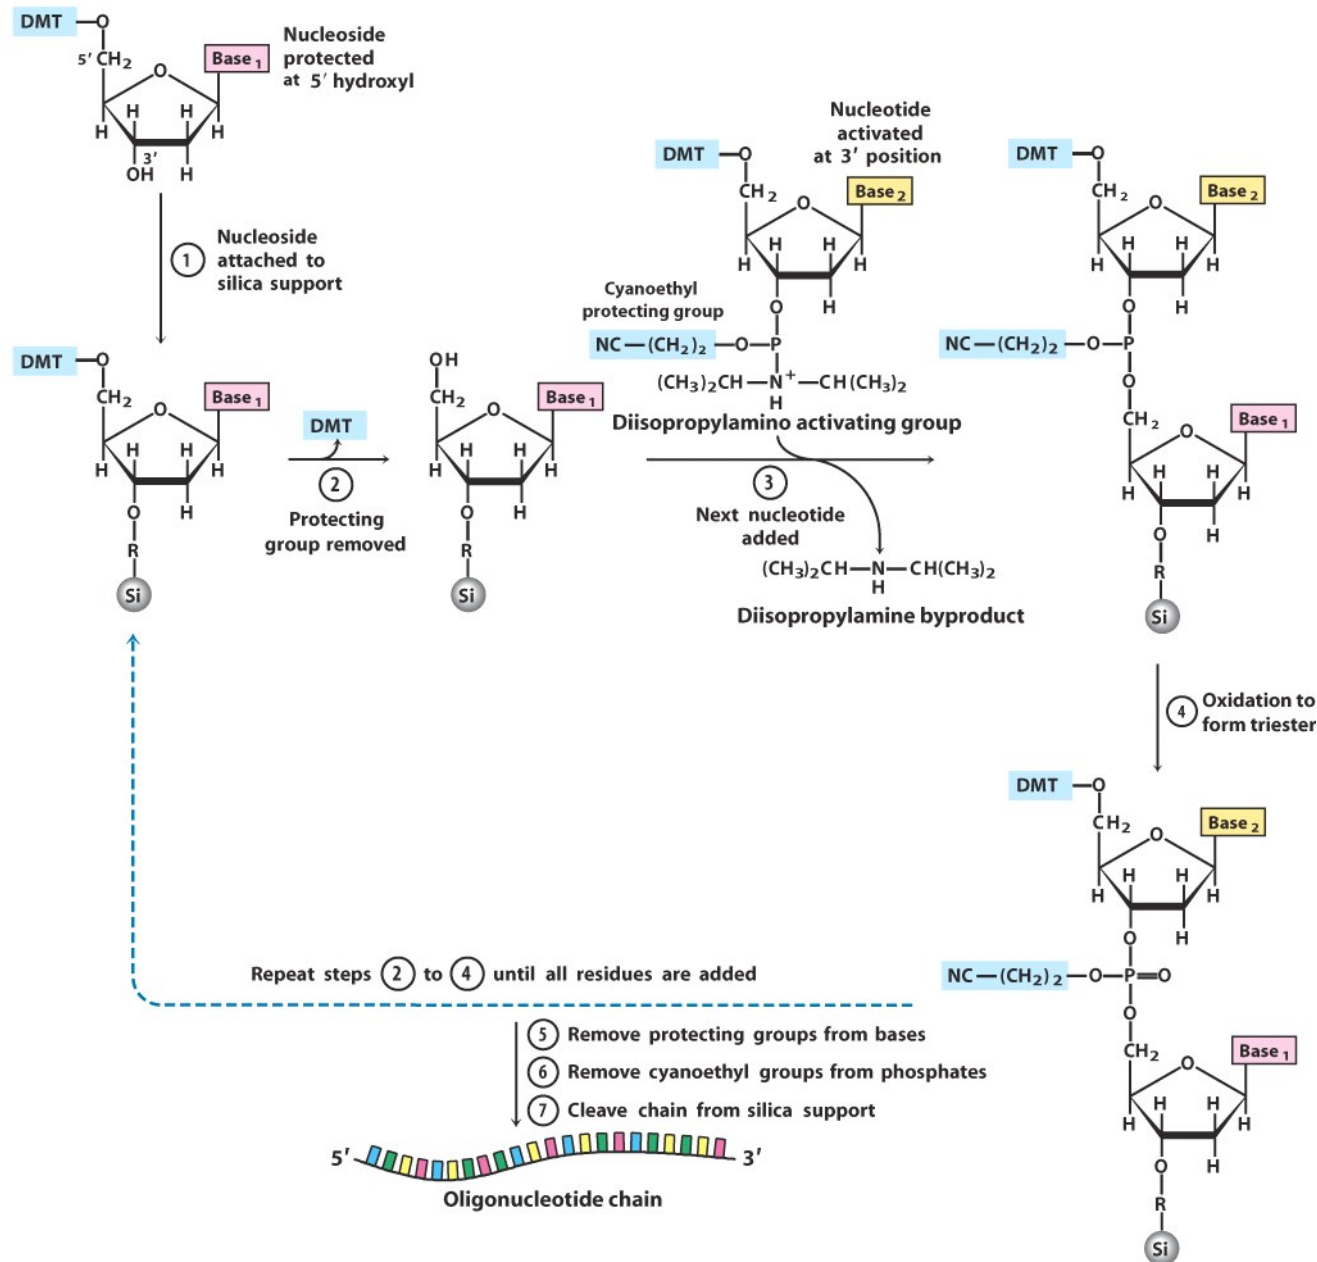 DMT —O
5′ CH2
O
Base1
H H
H H
3′
OH H
Nucleoside
protected
at 5′ hydroxyl
1
Nucleoside
attached to
silica support
DMT —O
CH2
O
Base1
H H
H H
O H
R
Si
DMT
2
Protecting
group removed
OH
CH2
O
Base1
H H
H H
O H
R
Si
Nucleotide
activated
at 3′ position
DMT —O
CH2
O
Base2
H H
H H
O H
Cyanoethyl
protecting group
NC—(CH2)2 —O—P
(CH3)2CH—N+—CH(CH3)2
H
Diisopropylamino activating group
3
Next nucleotide
added
(CH3)2CH—N—CH(CH3)2
H
Diisopropylamine byproduct
DMT —O
CH2
O
Base2
H H
H H
O H
NC—(CH2)2 —O—P
O
CH2
O
Base1
H H
H H
O H
R
Si
4
Oxidation to
form triester
DMT —O
CH2
O
Base2
H H
H H
O H
NC—(CH2)2 —O—P=O
O
CH2
O
Base1
H H
H H
O H
R
Si
Repeat steps 2 to 4 until all residues are added
5 Remove protecting groups from bases
6 Remove cyanoethyl groups from phosphates
7 Cleave chain from silica support
5′ 3′
Oligonucleotide chain